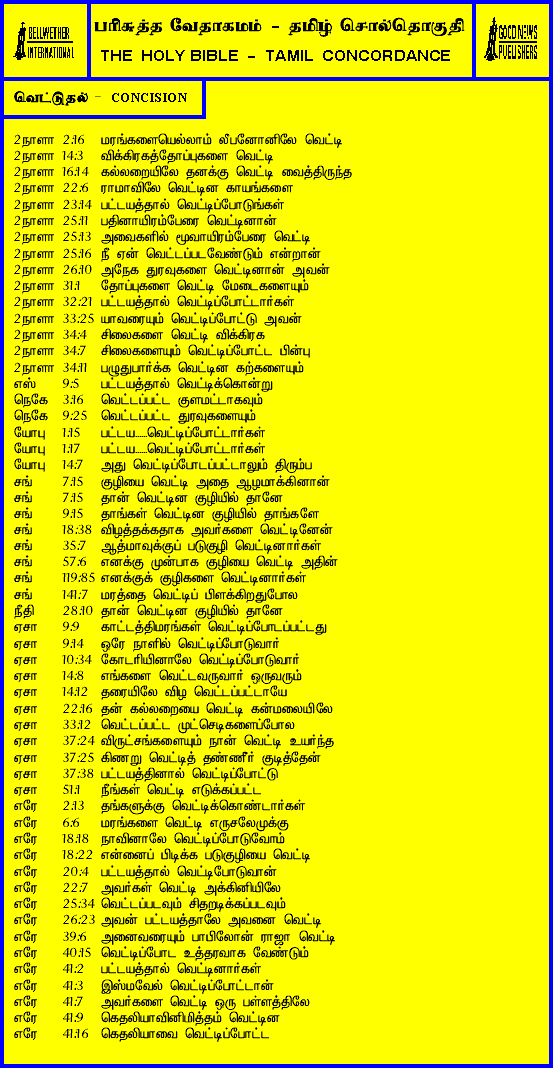 BELLWETHER
INTERNATIONAL
பரிசுத்த வேதாகமம் - தமிழ் சொல்தொகுதி
THE HOLY BIBLE - TAMIL CONCORDANCE
GOOD NEWS
PUBLISHERS
வெட்டுதல் - CONCISION
2நாளா 2:16 மரங்களையெல்லாம் லீபனோனிலே வெட்டி
2நாளா 14:3 விக்கிரகத்தோப்புகளை வெட்டி
2நாளா 16:14 கல்லறையிலே தனக்கு வெட்டி வைத்திருந்த
2நாளா 22:6 ராமாவிலே வெட்டின காயங்களை
2நாளா 23:14 பட்டயத்தால் வெட்டிப்போடுங்கள்
2நாளா 25:11 பதினாயிரம்பேரை வெட்டினான்
2நாளா 25:13 அவைகளில் மூவாயிரம்பேரை வெட்டி
2நாளா 25:16 நீ ஏன் வெட்டப்படவேண்டும் என்றான்
2நாளா 26:10 அநேக துரவுகளை வெட்டினான் அவன்
2நாளா 31:1 தோப்புகளை வெட்டி மேடைகளையும்
2நாளா 32:21 பட்டயத்தால் வெட்டிப்போட்டார்கள்
2நாளா 33:25 யாவரையும் வெட்டிப்போட்டு அவன்
2நாளா 34:4 சிலைகளை வெட்டி விக்கிரக
2நாளா 34:7 சிலைகளையும் வெட்டிப்போட்ட பின்பு
2நாளா 34:11 பழுதுபார்க்க வெட்டின கற்களையும்
எஸ் 9:5 பட்டயத்தால் வெட்டிக்கொன்று
நெகே 3:16 வெட்டப்பட்ட குளமட்டாகவும்
நெகே 9:25 வெட்டப்பட்ட துரவுகளையும்
யோபு 1:15 பட்டய.....வெட்டிப்போட்டார்கள்
யோபு 1:17 பட்டய.....வெட்டிப்போட்டார்கள்
யோபு 14:7 அது வெட்டிப்போடப்பட்டாலும் திரும்ப
சங் 7:15 குழியை வெட்டி அதை ஆழமாக்கினான்
சங் 7:15 தான் வெட்டின குழியில் தானே
சங் 9:15 தாங்கள் வெட்டின குழியில் தாங்களே
சங் 18:38 விழத்தக்கதாக அவர்களை வெட்டினேன்
சங் 35:7 ஆத்மாவுக்குப் படுகுழி வெட்டினார்கள்
சங் 57:6 எனக்கு முன்பாக குழியை வெட்டி அதின்
சங் 119:85 எனக்குக் குழிகளை வெட்டினார்கள்
சங் 141:7 மரத்தை வெட்டிப் பிளக்கிறதுபோல
நீதி 28:10 தான் வெட்டின குழியில் தானே
ஏசா 9:9 காட்டத்திமரங்கள் வெட்டிப்போடப்பட்டது
ஏசா 9:14 ஒரே நாளில் வெட்டிப்போடுவார்
ஏசா 10:34 கோடரியினாலே வெட்டிப்போடுவார்
ஏசா 14:8 எங்களை வெட்டவருவார் ஒருவரும்
ஏசா 14:12 தரையிலே விழ வெட்டப்பட்டாயே
ஏசா 22:16 தன் கல்லறையை வெட்டி கன்மலையிலே
ஏசா 33:12 வெட்டப்பட்ட முட்செடிகளைப்போல
ஏசா 37:24 விருட்சங்களையும் நான் வெட்டி உயர்ந்த
ஏசா 37:25 கிணறு வெட்டித் தண்ணீர் குடித்தேன்
ஏசா 37:38 பட்டயத்தினால் வெட்டிப்போட்டு
ஏசா 51:1 நீங்கள் வெட்டி எடுக்கப்பட்ட
எரே 2:13 தங்களுக்கு வெட்டிக்கொண்டார்கள்
எரே 6:6 மரங்களை வெட்டி எருசலேமுக்கு
எரே 18:18 நாவினாலே வெட்டிப்போடுவோம்
எரே 18:22 என்னைப் பிடிக்க படுகுழியை வெட்டி
எரே 20:4 பட்டயத்தால் வெட்டிபோடுவான்
எரே 22:7 அவர்கள் வெட்டி அக்கினியிலே
எரே 25:34 வெட்டப்படவும் சிதறடிக்கப்படவும்
எரே 26:23 அவன் பட்டயத்தாலே அவனை வெட்டி
எரே 39:6 அனைவரையும் பாபிலோன் ராஜா வெட்டி
எரே 40:15 வெட்டிப்போட உத்தரவாக வேண்டும்
எரே 41:2 பட்டயத்தால் வெட்டினார்கள்
எரே 41:3 இஸ்மவேல் வெட்டிப்போட்டான்
எரே 41:7 அவர்களை வெட்டி ஒரு பள்ளத்திலே
எரே 41:9 கெதலியாவினிமித்தம் வெட்டின
எரே 41:16 கெதலியாவை வெட்டிப்போட்ட